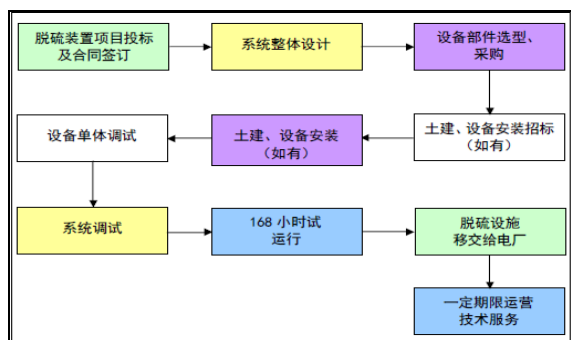 脱硫装置项目投标
及合同签订
系统整体设计
设备部件选型、
采购
设备单体调试
土建、设备安装
（如有）
土建、设备安装招标
（如有）
系统调试
168 小时试
运行
脱硫设施
移交给电厂
一定期限运营
技术服务